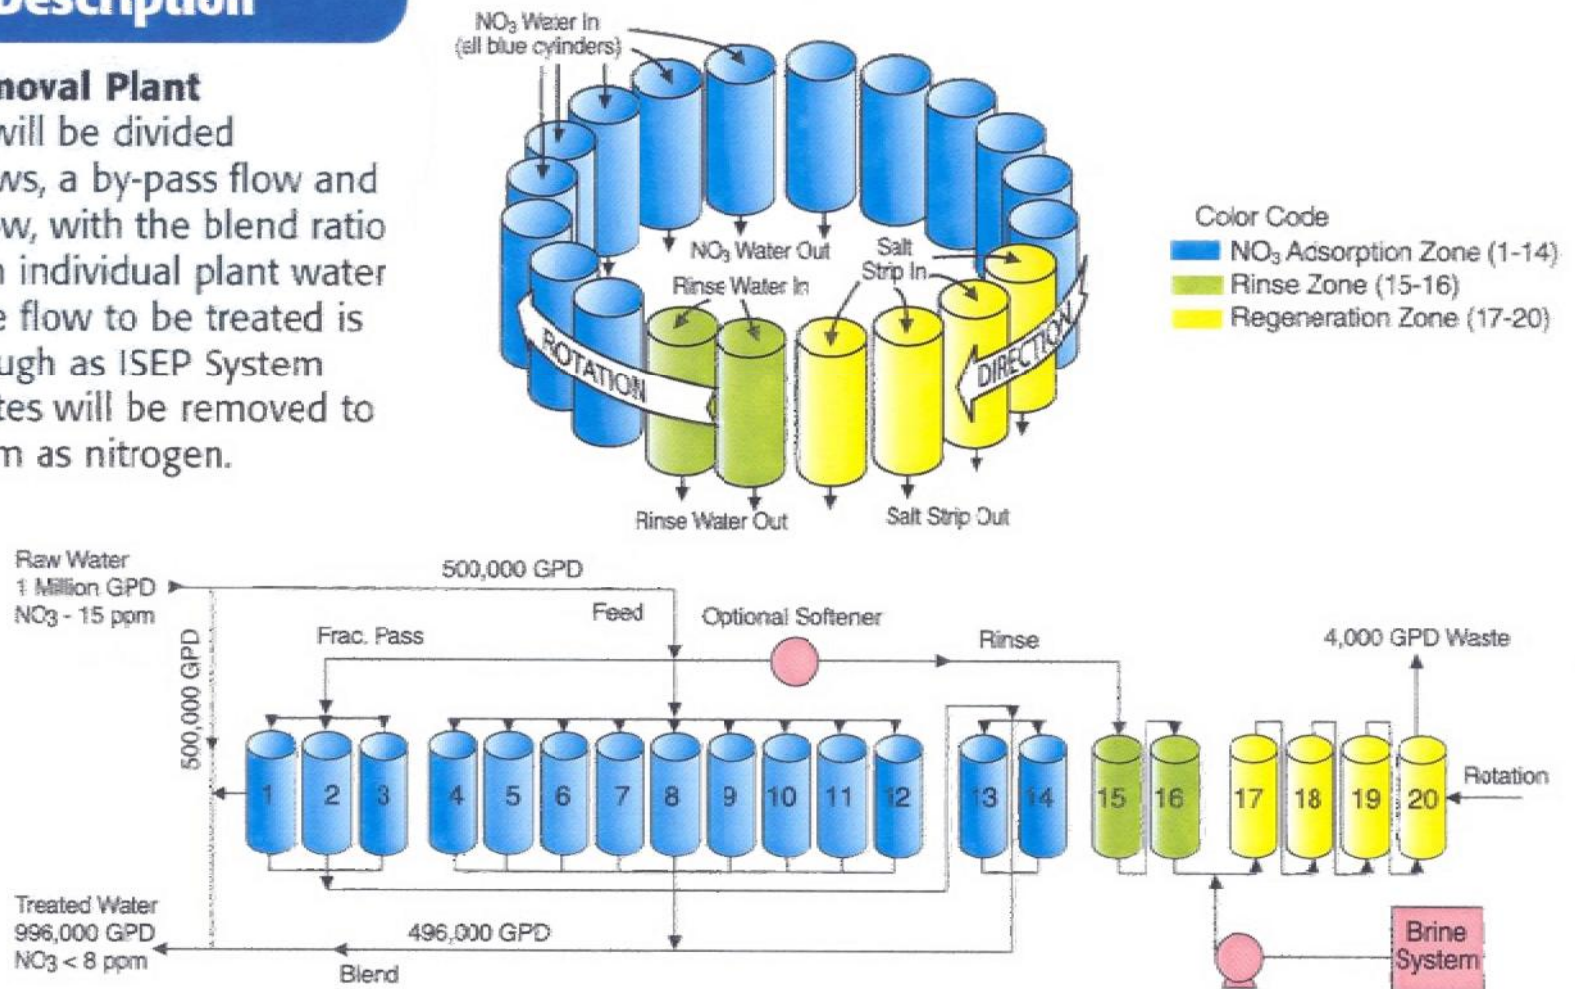 Description
noval Plant
will be divided
ws, a by-pass flow and
ow, with the blend ratio
n individual plant water
e flow to be treated is
ugh as ISEP System
tes will be removed to
m as nitrogen.
NO3 Water In
(all blue cylinders)
NO3 Water Out
Salt
Strip In
Rinse Water In
ROTATION
DIRECTION
Rinse Water Out
Salt Strip Out
Color Code
NO3 Adsorption Zone (1-14)
Rinse Zone (15-16)
Regeneration Zone (17-20)
Raw Water
1 Million GPD
NO3 - 15 ppm
500,000 GPD
Feed
Optional Softener
Frac. Pass
Rinse
4,000 GPD Waste
500,000 GPD
1 2 3 4 5 6 7 8 9 10 11 12 13 14 15 16 17 18 19 20
Rotation
Treated Water
996,000 GPD
NO3 < 8 ppm
496,000 GPD
Blend
Brine
System